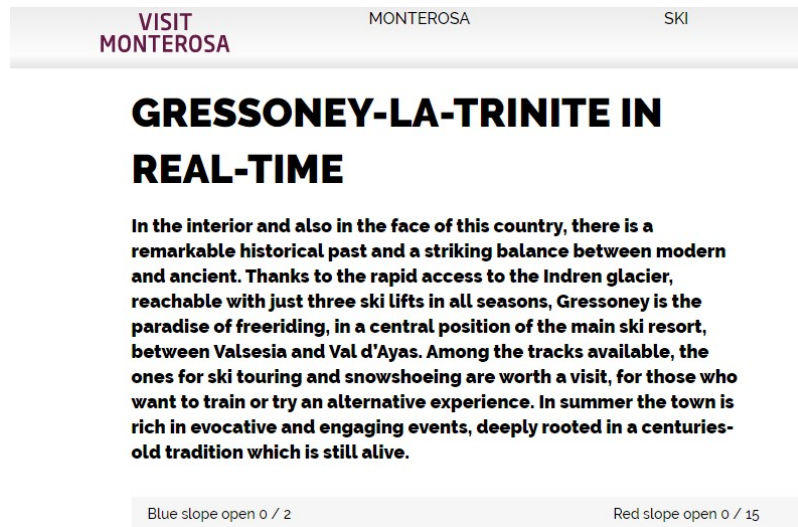 VISIT
MONTEROSA
MONTEROSA
SKI
GRESSONEY-LA-TRINITE IN
REAL-TIME
In the interior and also in the face of this country, there is a
remarkable historical past and a striking balance between modern
and ancient. Thanks to the rapid access to the Indren glacier,
reachable with just three ski lifts in all seasons, Gressoney is the
paradise of freeriding, in a central position of the main ski resort,
between Valsesia and Val d'Ayas. Among the tracks available, the
ones for ski touring and snowshoeing are worth a visit, for those who
want to train or try an alternative experience. In summer the town is
rich in evocative and engaging events, deeply rooted in a centuries-
old tradition which is still alive.
Blue slope open 0 / 2
Red slope open 0 / 15